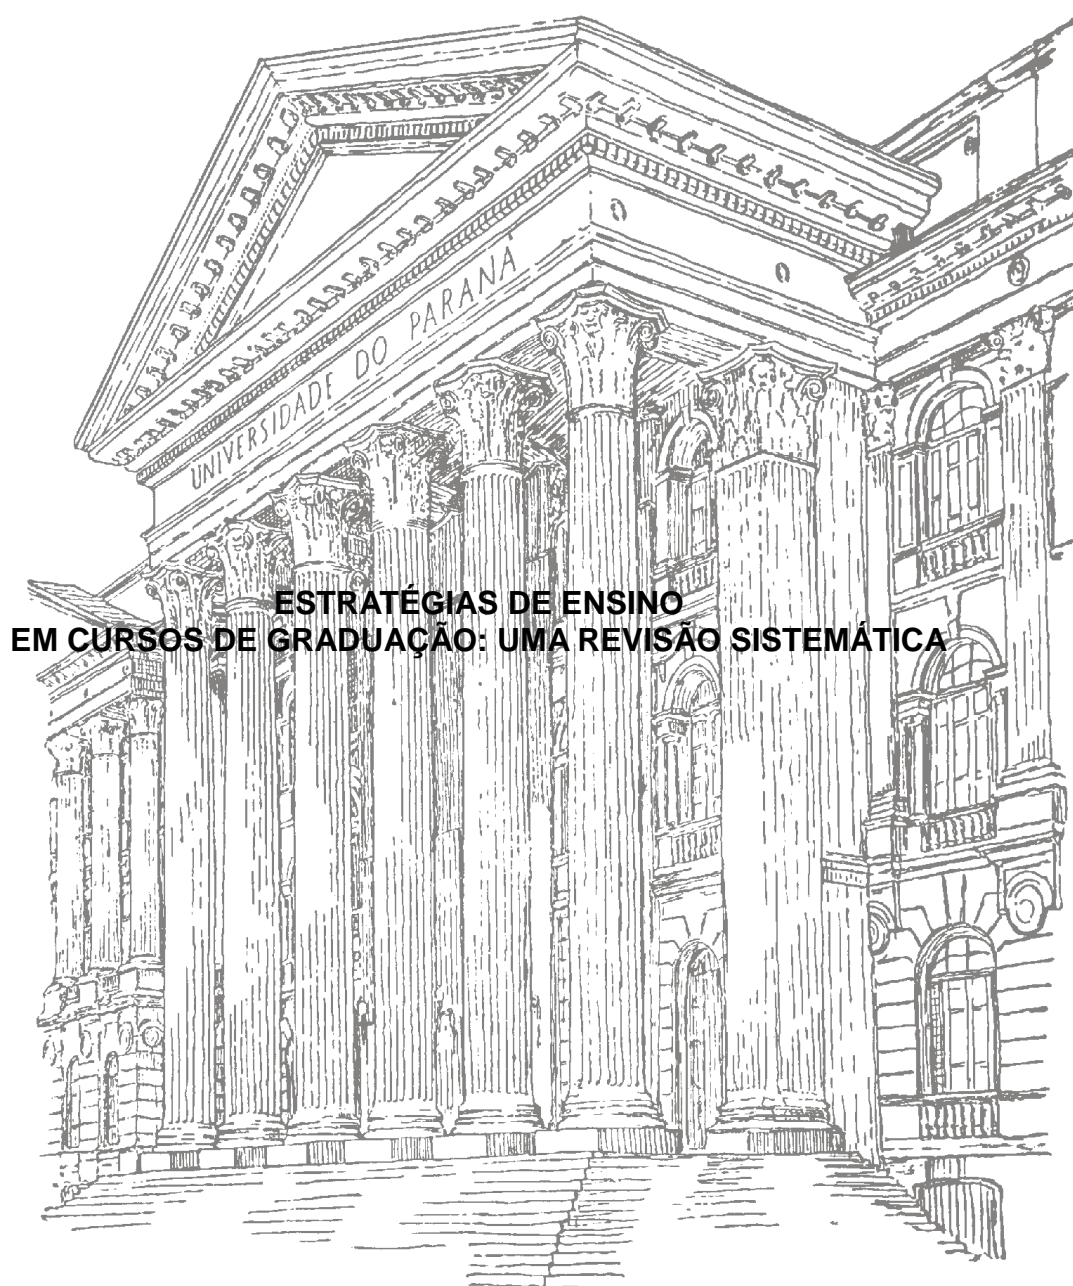 UNIVERSIDADE DO PARANÁ
ESTRATÉGIAS DE ENSINO
EM CURSOS DE GRADUAÇÃO: UMA REVISÃO SISTEMÁTICA